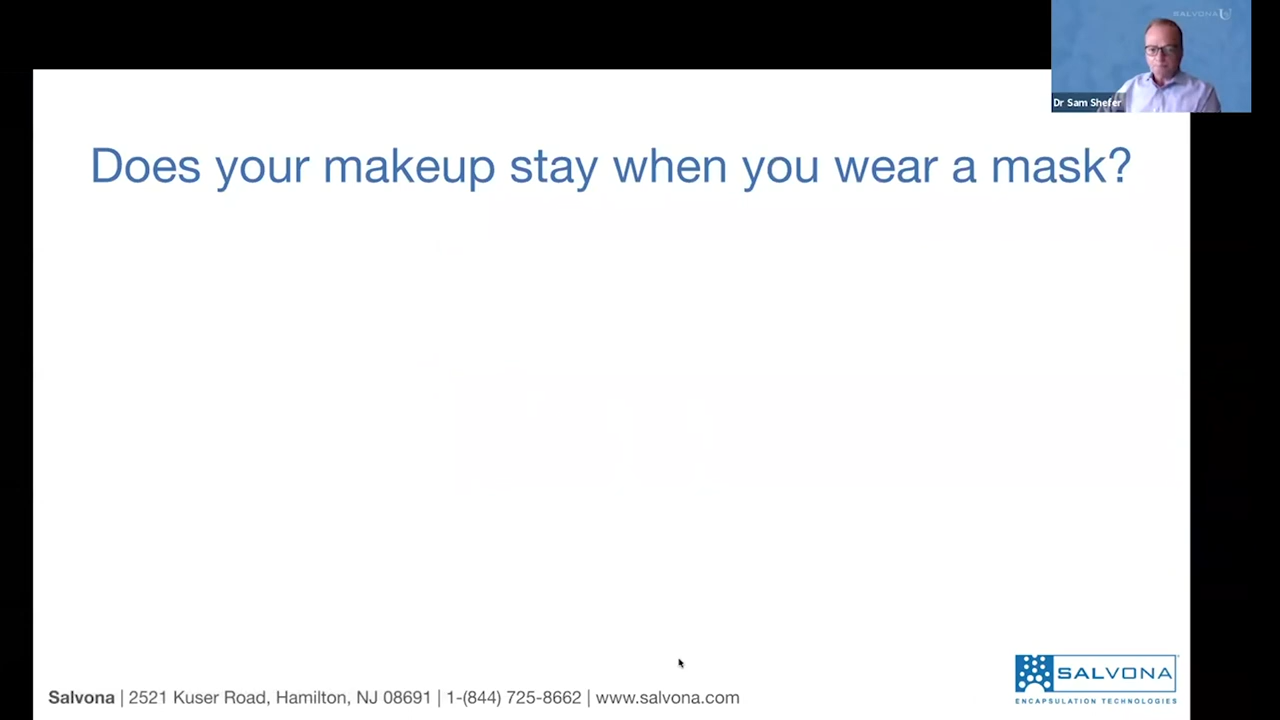 SALVONA U
Dr Sam Shefer
Does your makeup stay when you wear a mask?
Salvona | 2521 Kuser Road, Hamilton, NJ 08691 | 1-(844) 725-8662 | www.salvona.com
SALVONA
ENCAPSULATION TECHNOLOGIES